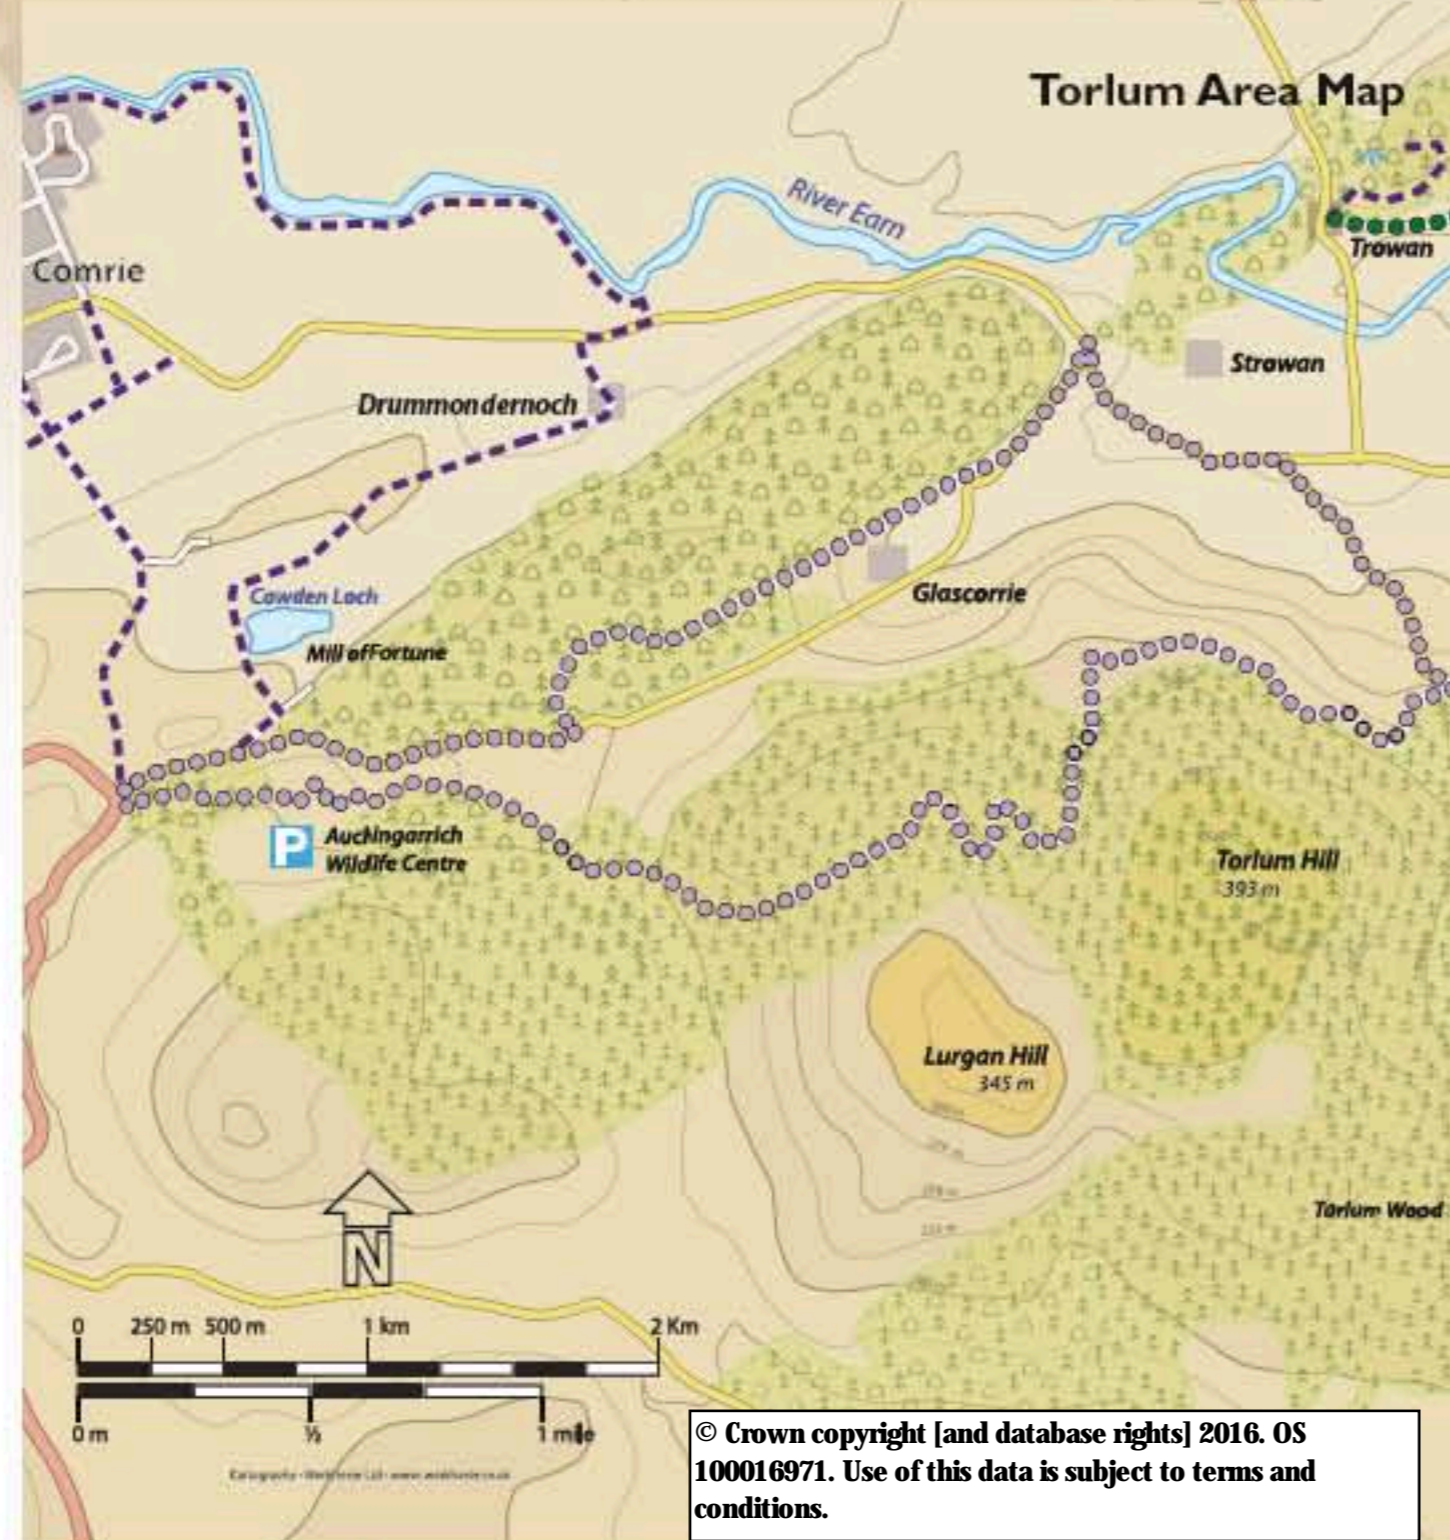 Torlum Area Map
River Earn
Trowan
Comrie
Strowan
Drummondernoch
Glascorrie
Cowden Loch
Mill of Fortune
P
Auchingarrich
Wildlife Centre
Torlum Hill
393 m
Lurgan Hill
345 m
Torlum Wood
N
0 250 m 500 m 1 km 2 Km
0 m ½ 1 mile
© Crown copyright [and database rights] 2016. OS
100016971. Use of this data is subject to terms and
conditions.